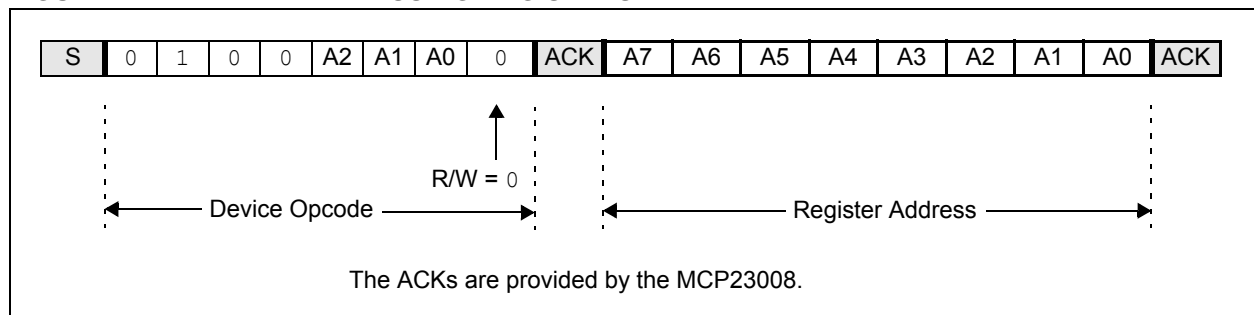 S 0 1 0 0 A2 A1 A0 0 ACK A7 A6 A5 A4 A3 A2 A1 A0 ACK
R/W = 0
Device Opcode Register Address
The ACKs are provided by the MCP23008.